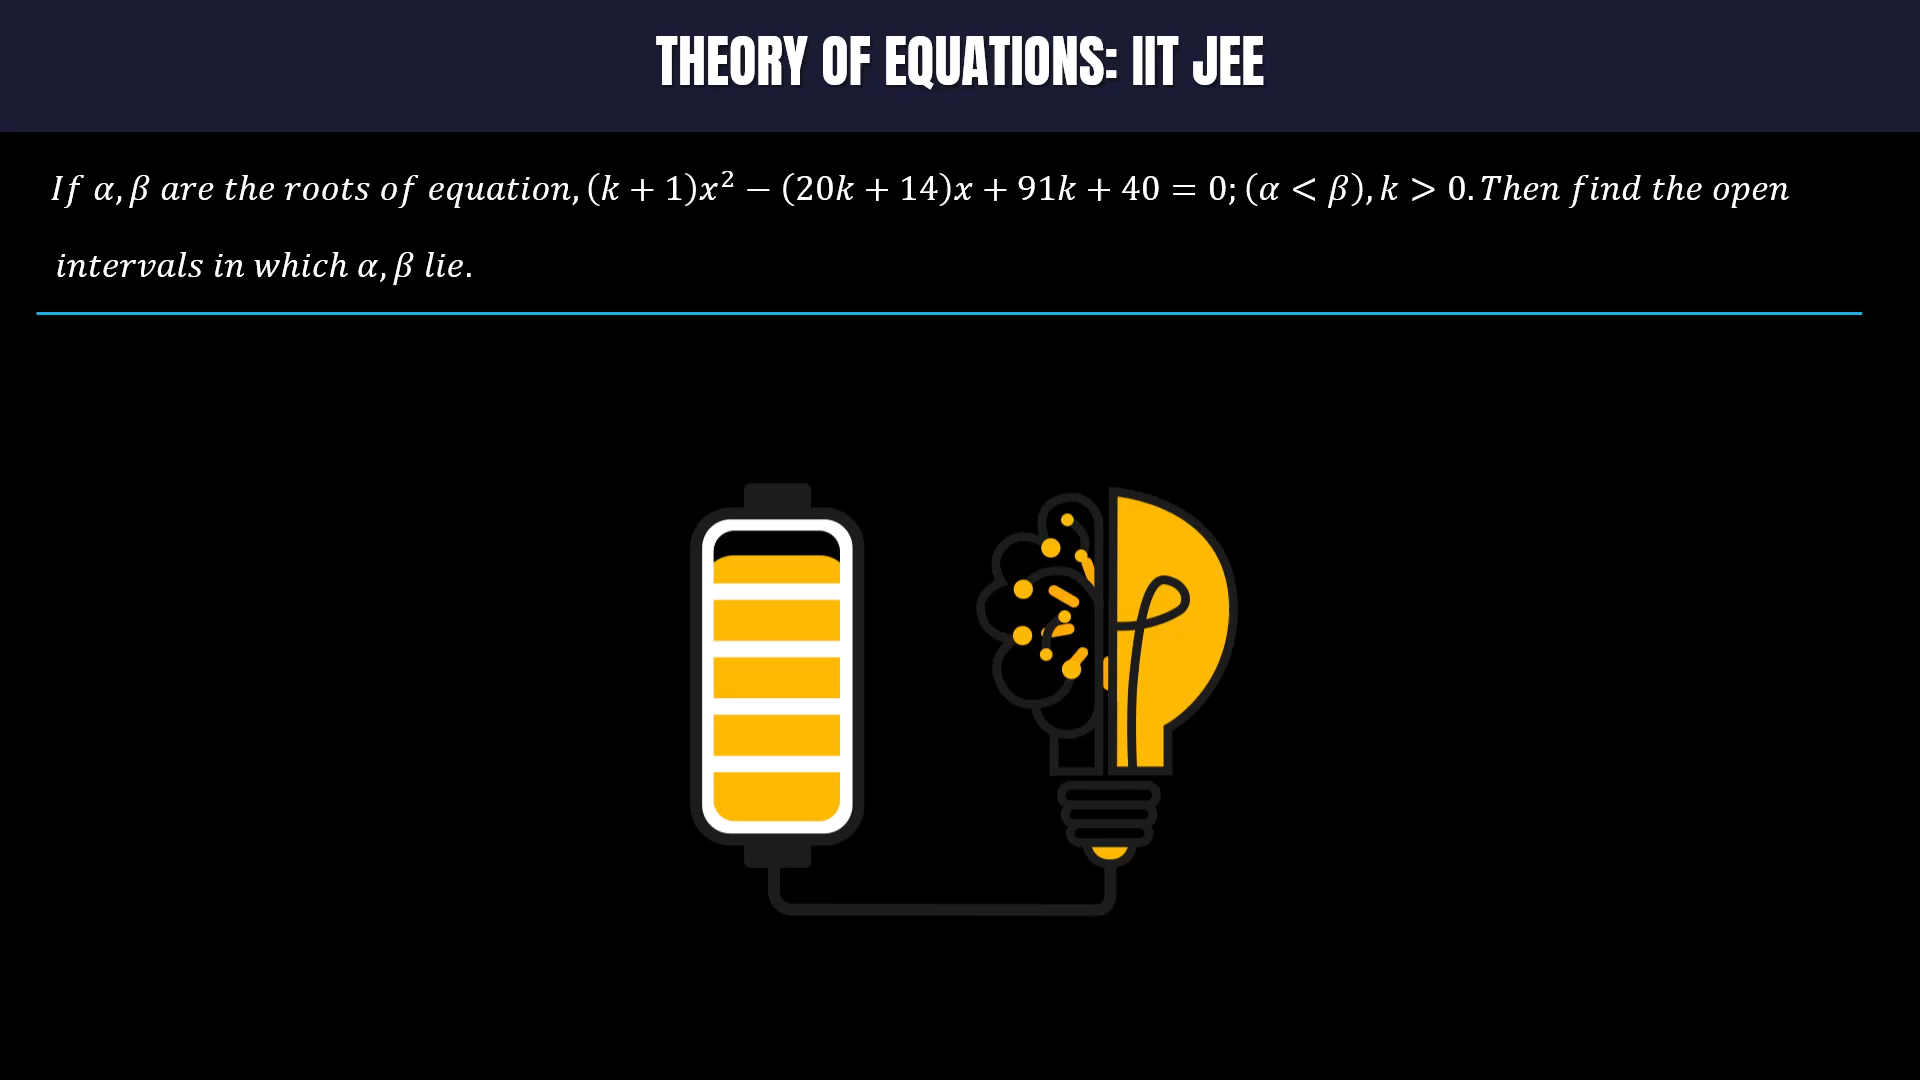 THEORY OF EQUATIONS: IIT JEE
If α, β are the roots of equation, (k + 1)x² − (20k + 14)x + 91k + 40 = 0; (α < β), k > 0. Then find the open
intervals in which α, β lie.